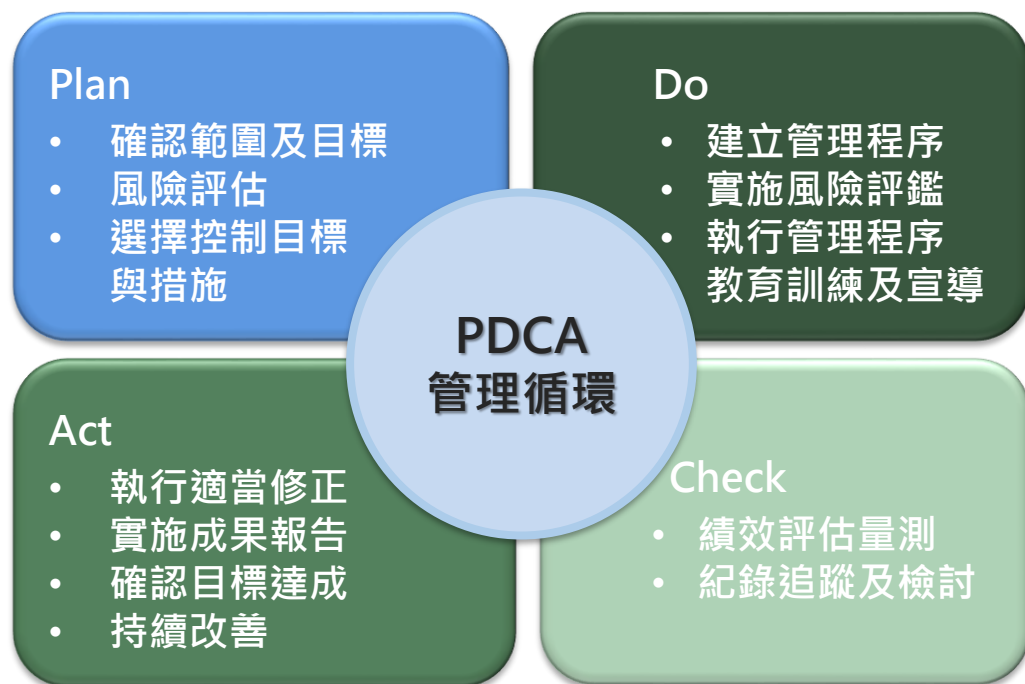 Plan
• 確認範圍及目標
• 風險評估
• 選擇控制目標
與措施
Do
• 建立管理程序
• 實施風險評鑑
• 執行管理程序
教育訓練及宣導
PDCA
管理循環
Act
• 執行適當修正
• 實施成果報告
• 確認目標達成
• 持續改善
Check
• 績效評估量測
• 紀錄追蹤及檢討